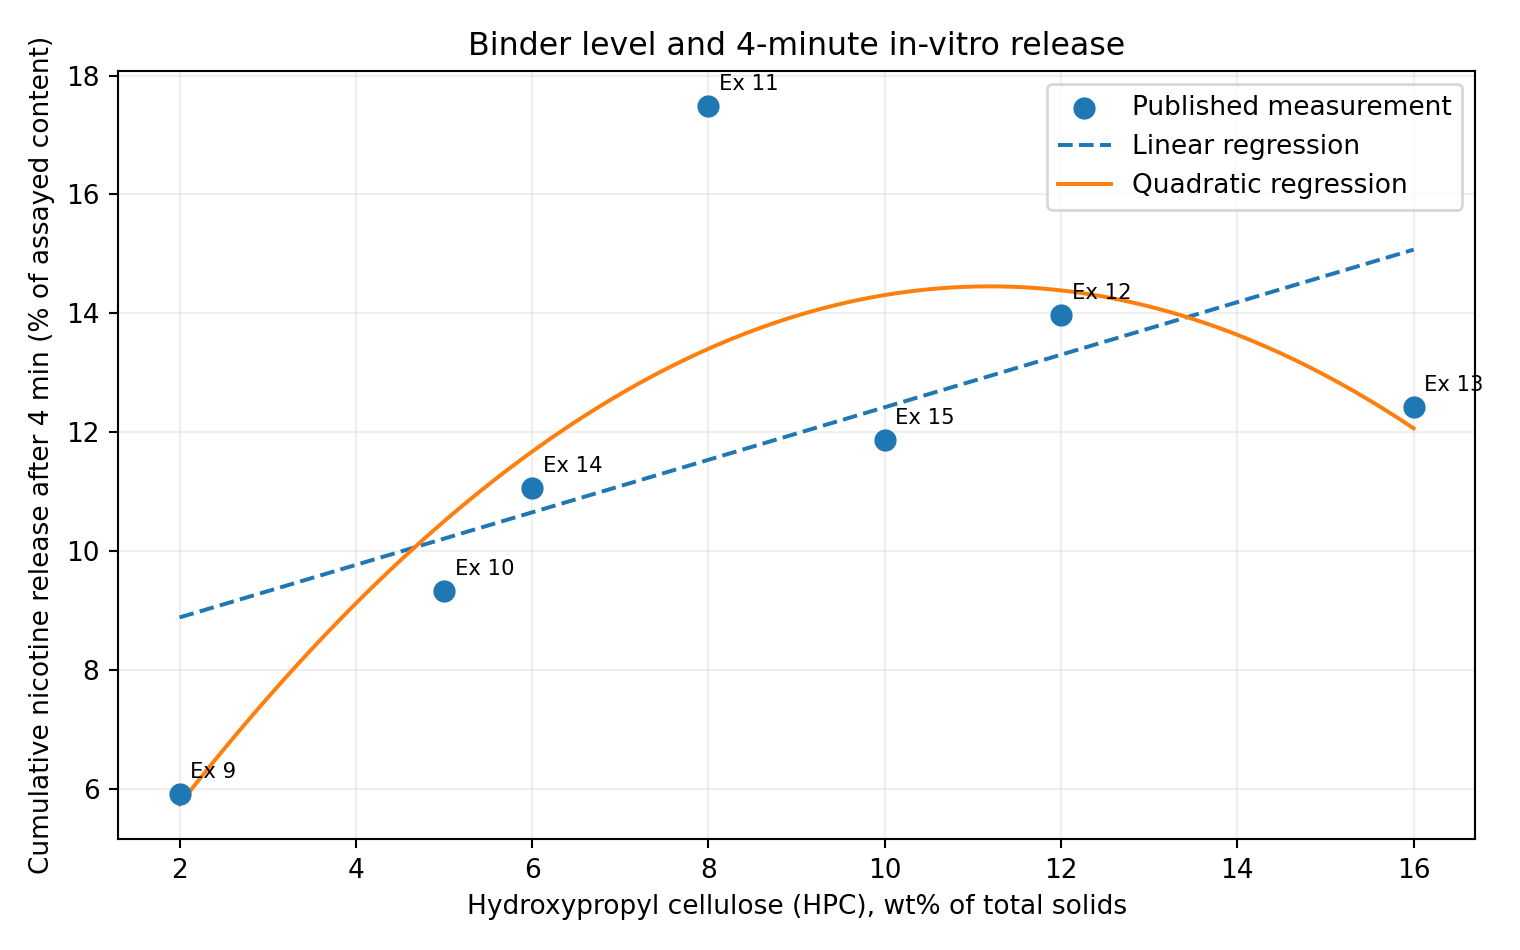 Binder level and 4-minute in-vitro release
Cumulative nicotine release after 4 min (% of assayed content)
18
16
14
12
10
8
6
Ex 11
Published measurement
Linear regression
Quadratic regression
Ex 12
Ex 13
Ex 15
Ex 14
Ex 10
Ex 9
2
4
6
8
10
12
14
16
Hydroxypropyl cellulose (HPC), wt% of total solids